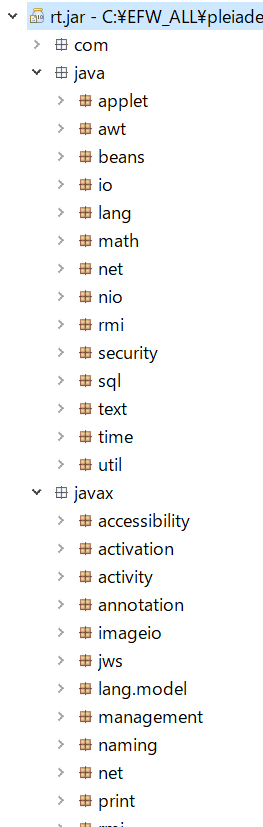 rt.jar - C:¥EFW_ALL¥pleiade
com
java
applet
awt
beans
io
lang
math
net
nio
rmi
security
sql
text
time
util
javax
accessibility
activation
activity
annotation
imageio
jws
lang.model
management
naming
net
print